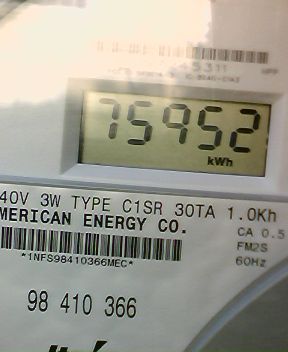 75952
kWh
40V 3W TYPE C1SR 30TA 1.0Kh
MERICAN ENERGY CO.
CA 0.5
FM2S
60Hz
*1NFS98410366MEC*
98 410 366